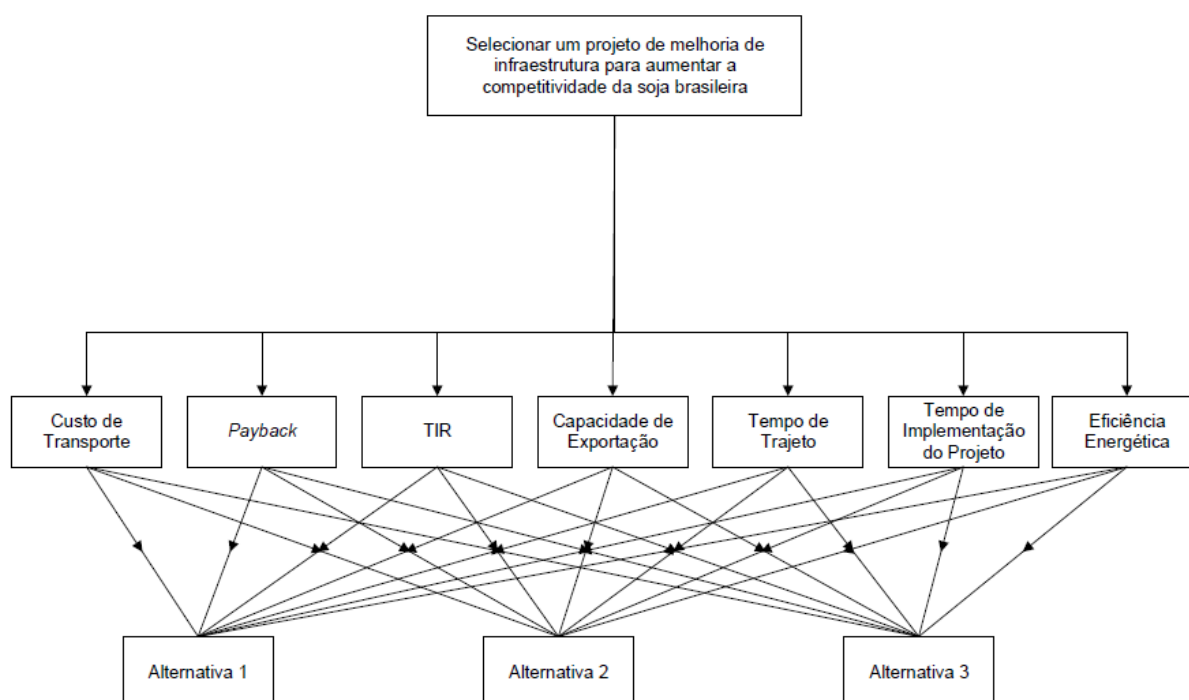 Selecionar um projeto de melhoria de
infraestrutura para aumentar a
competitividade da soja brasileira
Custo de
Transporte
Payback
TIR
Capacidade de
Exportação
Tempo de
Trajeto
Tempo de
Implementação
do Projeto
Eficiência
Energética
Alternativa 1
Alternativa 2
Alternativa 3